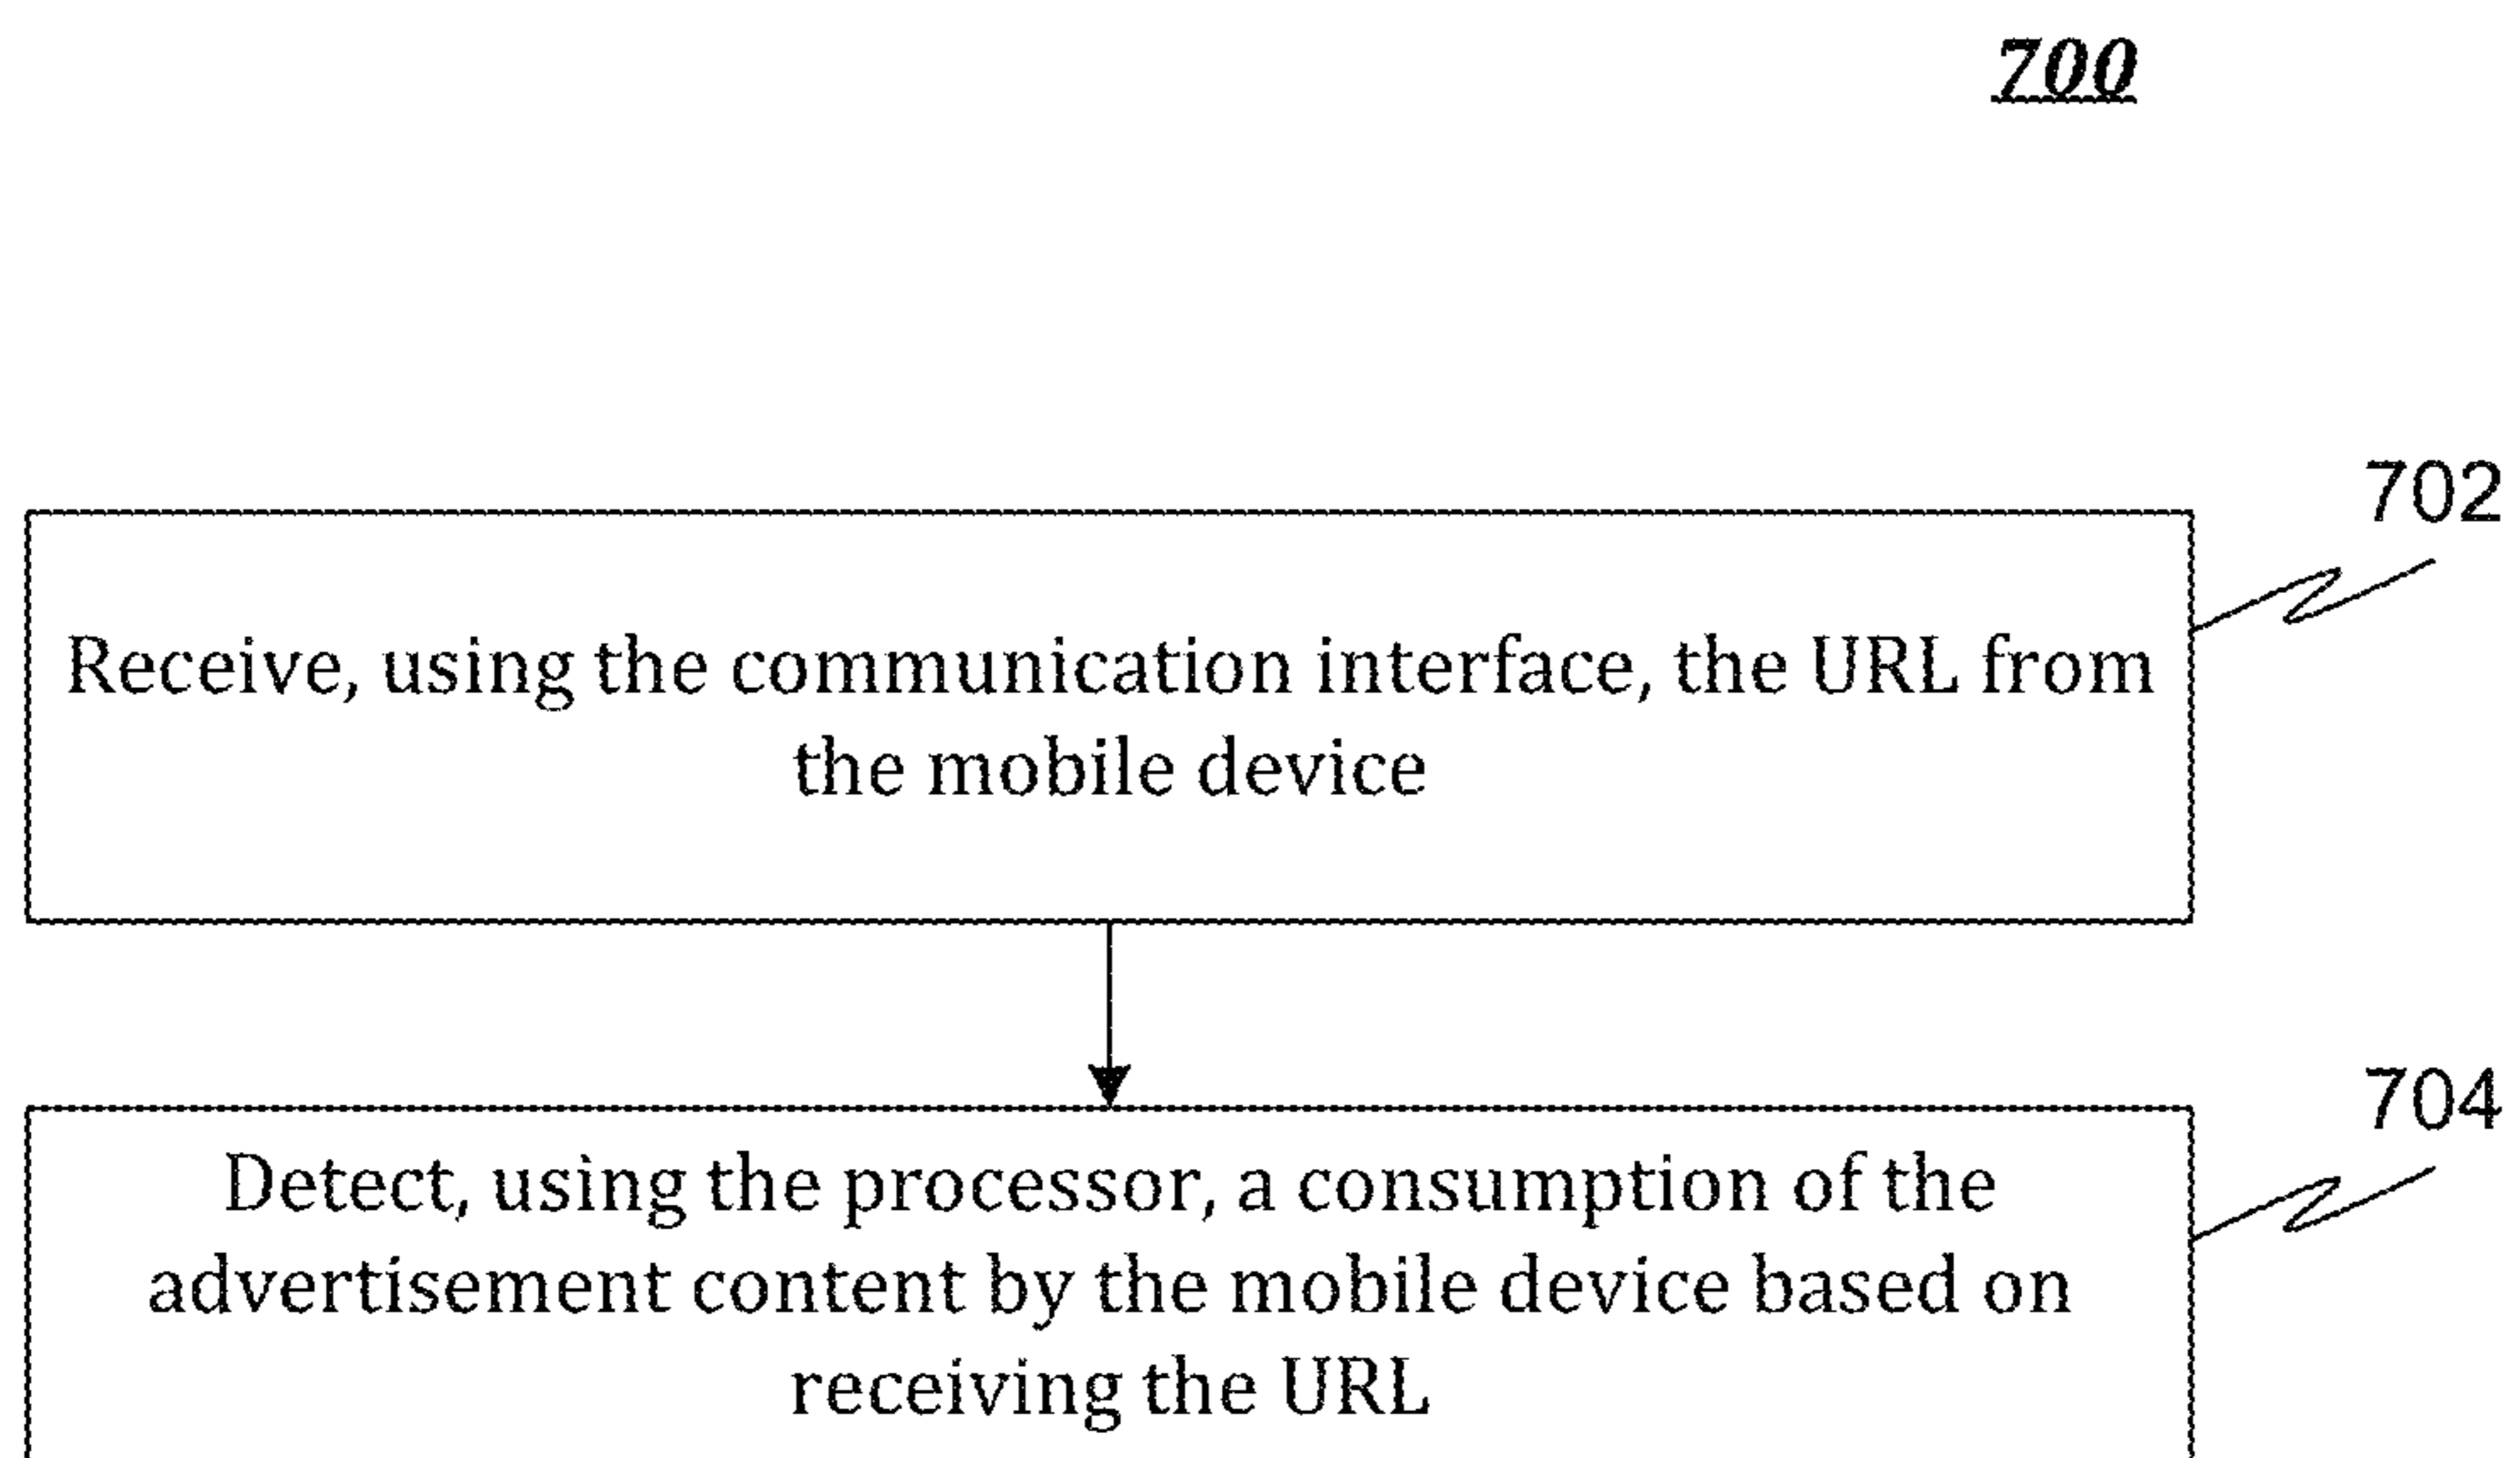 700
702
Receive, using the communication interface, the URL from
the mobile device
704
Detect, using the processor, a consumption of the
advertisement content by the mobile device based on
receiving the URL